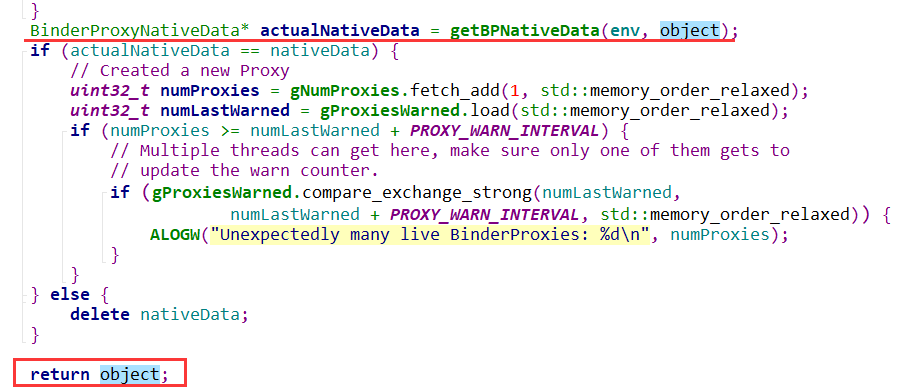 }
BinderProxyNativeData* actualNativeData = getBPNativeData(env, object);
if (actualNativeData == nativeData) {
// Created a new Proxy
uint32_t numProxies = gNumProxies.fetch_add(1, std::memory_order_relaxed);
uint32_t numLastWarned = gProxiesWarned.load(std::memory_order_relaxed);
if (numProxies >= numLastWarned + PROXY_WARN_INTERVAL) {
// Multiple threads can get here, make sure only one of them gets to
// update the warn counter.
if (gProxiesWarned.compare_exchange_strong(numLastWarned,
numLastWarned + PROXY_WARN_INTERVAL, std::memory_order_relaxed)) {
ALOGW("Unexpectedly many live BinderProxies: %d\n", numProxies);
}
}
} else {
delete nativeData;
}
return object;